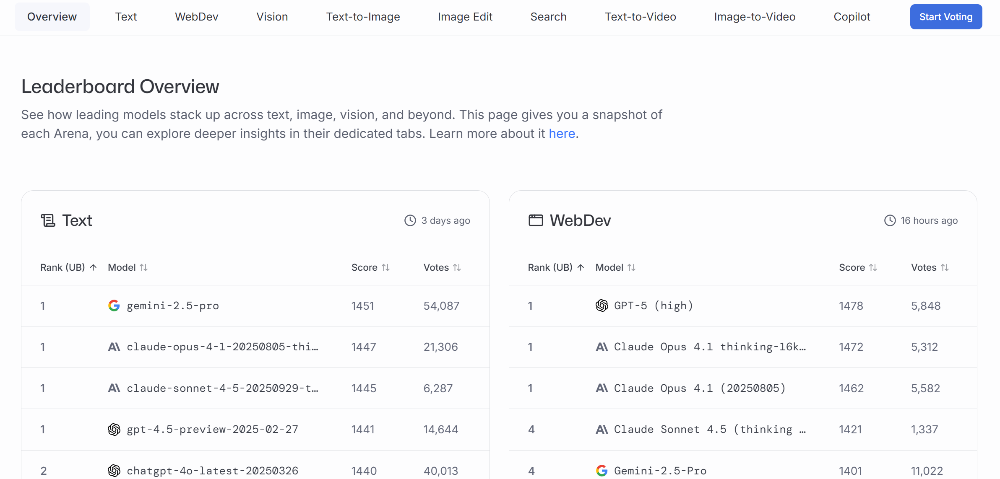 Overview Text WebDev Vision Text-to-Image Image Edit Search Text-to-Video Image-to-Video Copilot Start Voting
Leaderboard Overview
See how leading models stack up across text, image, vision, and beyond. This page gives you a snapshot of
each Arena, you can explore deeper insights in their dedicated tabs. Learn more about it here.
Text 3 days ago
Rank (UB) Model Score Votes
1 gemini-2.5-pro 1451 54,087
1 claude-opus-4-1-20250805-thi… 1447 21,306
1 claude-sonnet-4-5-20250929-t… 1445 6,287
1 gpt-4.5-preview-2025-02-27 1441 14,644
2 chatgpt-4o-latest-20250326 1440 40,013
WebDev 16 hours ago
Rank (UB) Model Score Votes
1 GPT-5 (high) 1478 5,848
1 Claude Opus 4.1 thinking-16k… 1472 5,312
1 Claude Opus 4.1 (20250805) 1462 5,582
4 Claude Sonnet 4.5 (thinking … 1421 1,337
4 Gemini-2.5-Pro 1401 11,022